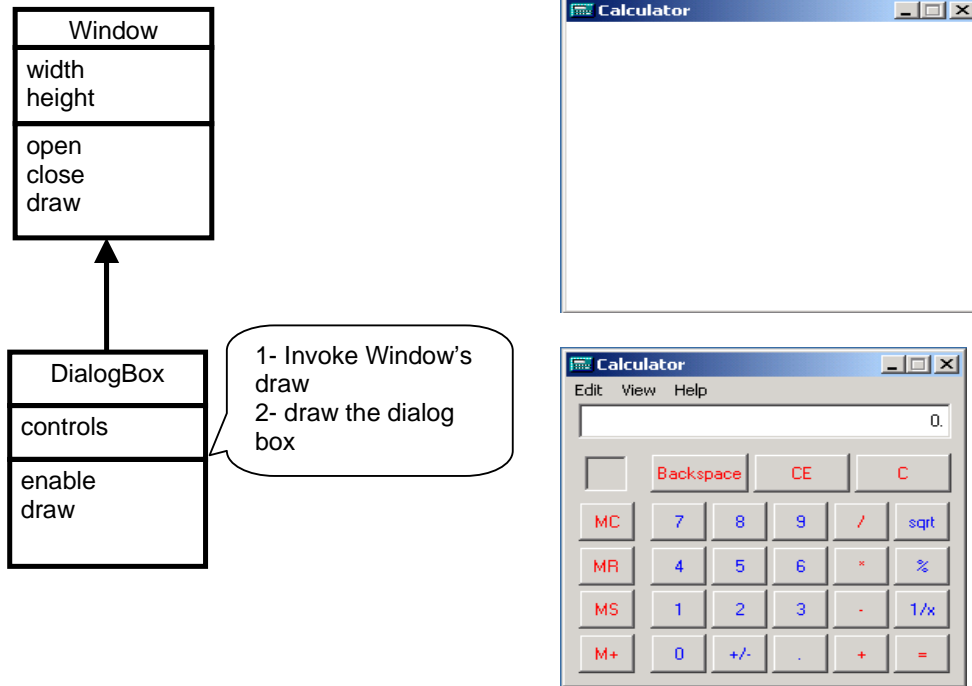 Window
width
height
open
close
draw
DialogBox
controls
enable
draw
1- Invoke Window’s
draw
2- draw the dialog
box
Calculator
Calculator
Edit View Help
0.
Backspace CE C
MC 7 8 9 / sqrt
MR 4 5 6 * %
MS 1 2 3 - 1/x
M+ 0 +/- . + =